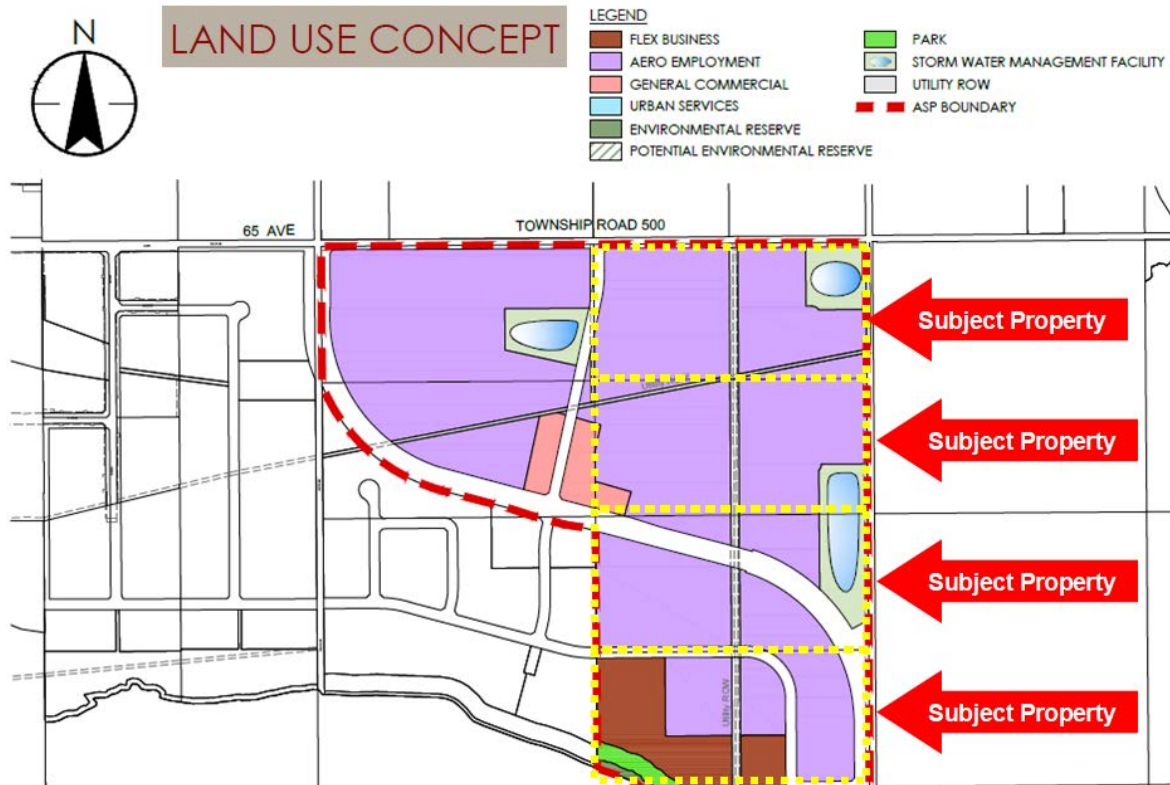 N
LAND USE CONCEPT
LEGEND
FLEX BUSINESS
AERO EMPLOYMENT
GENERAL COMMERCIAL
URBAN SERVICES
ENVIRONMENTAL RESERVE
POTENTIAL ENVIRONMENTAL RESERVE
PARK
STORM WATER MANAGEMENT FACILITY
UTILITY ROW
ASP BOUNDARY
65 AVE
TOWNSHIP ROAD 500
Subject Property
Subject Property
Subject Property
Subject Property
Utility ROW